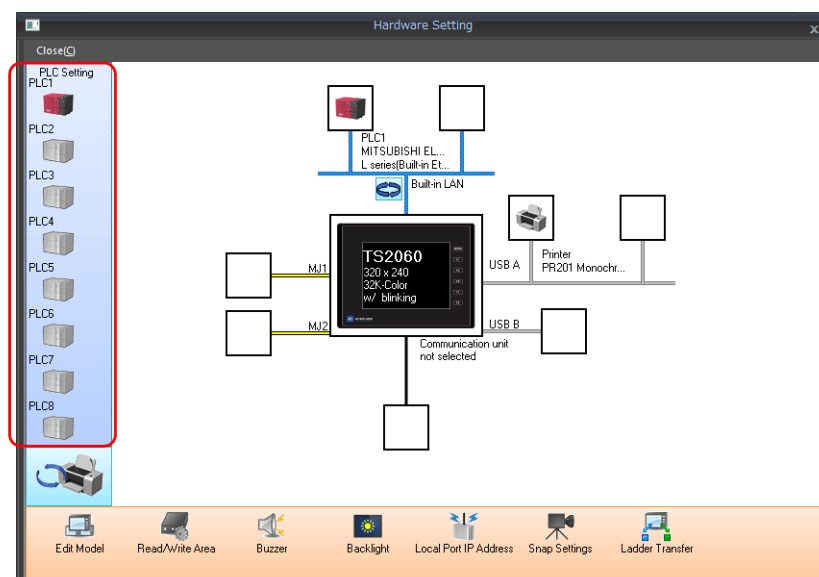 Hardware Setting
x
Close(C)
PLC Setting
PLC1
PLC2
PLC3
PLC4
PLC5
PLC6
PLC7
PLC8
PLC1
MITSUBISHI EL...
L series(Built-in Et...
Built-in LAN
TS2060
320 x 240
32K-Color
w/ blinking
MJ1
MJ2
USB A
Printer
PR201 Monochr...
USB B
Communication unit
not selected
Edit Model
Read/Write Area
Buzzer
Backlight
Local Port IP Address
Snap Settings
Ladder Transfer